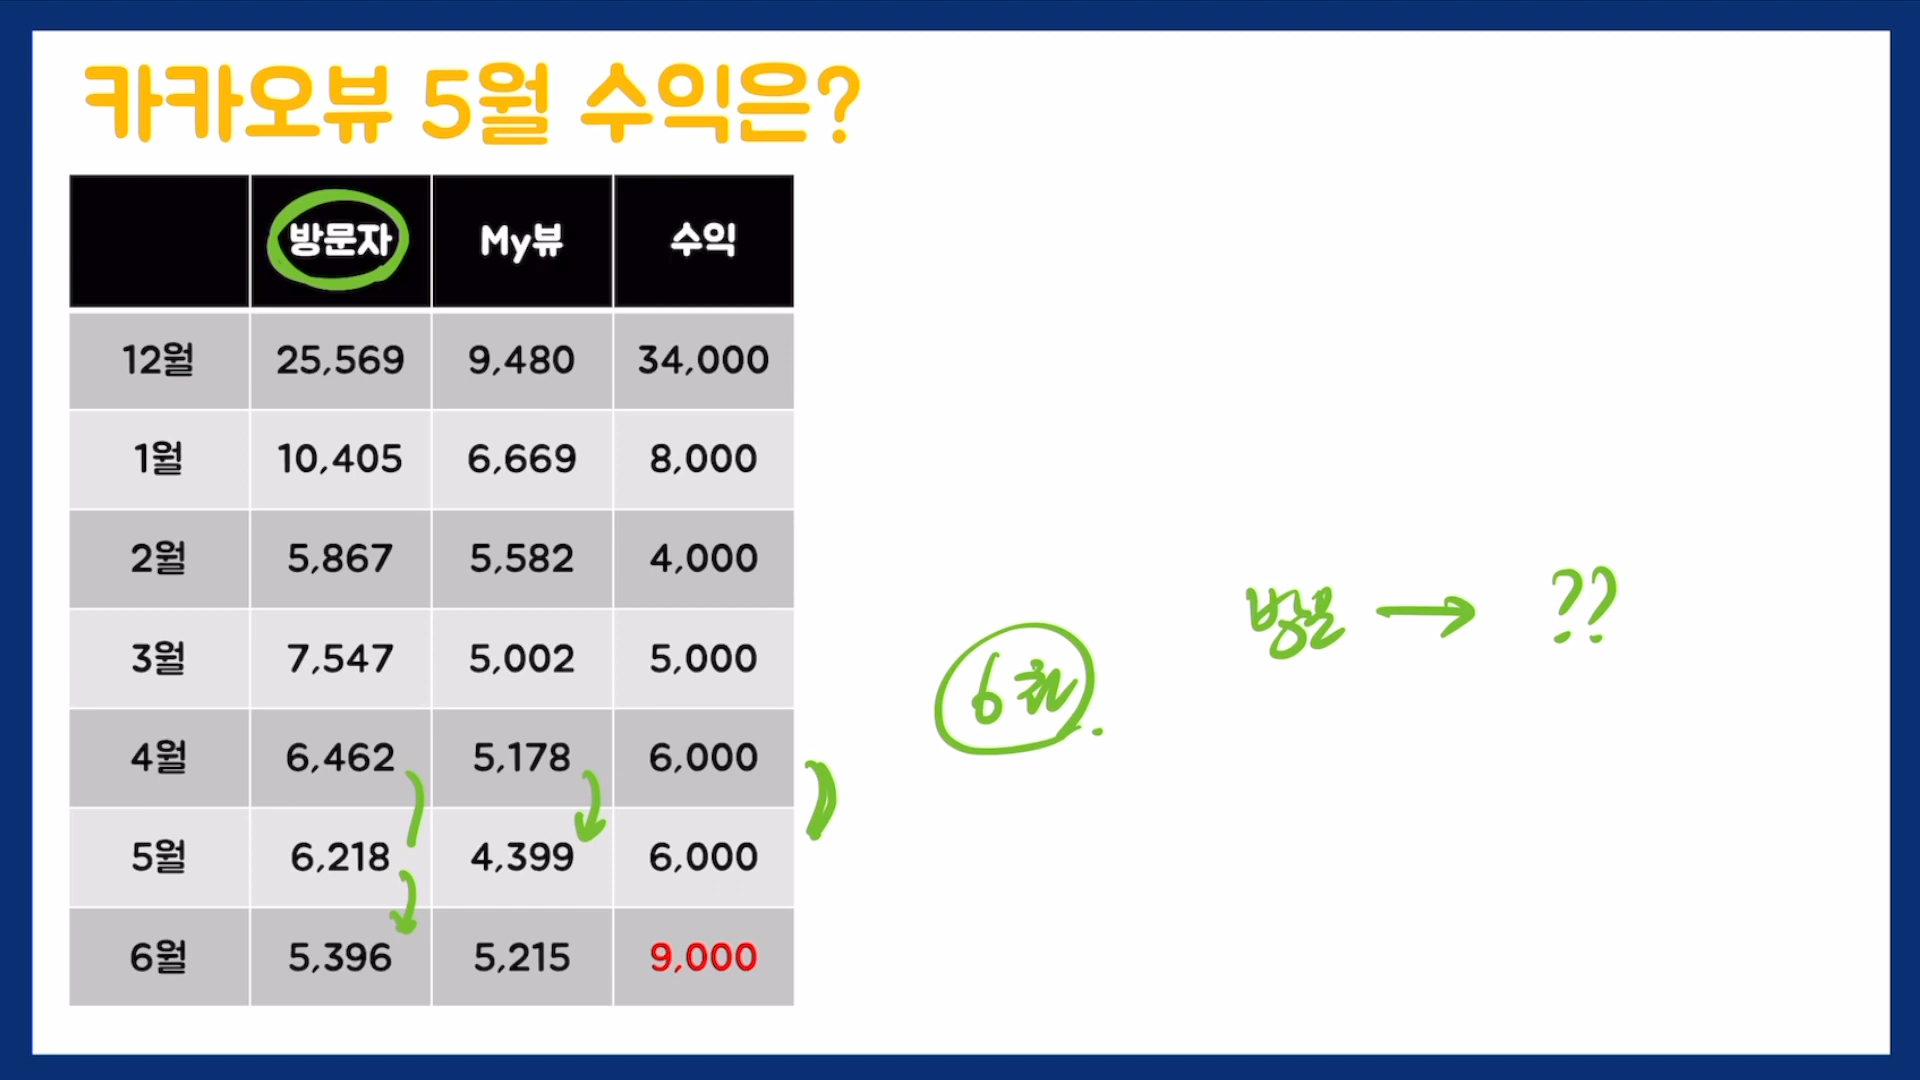 카카오뷰 5월 수익은?
방문자 My뷰 수익
12월 25,569 9,480 34,000
1월 10,405 6,669 8,000
2월 5,867 5,582 4,000
3월 7,547 5,002 5,000
4월 6,462 5,178 6,000
5월 6,218 4,399 6,000
6월 5,396 5,215 9,000
방문 → ??
6천.